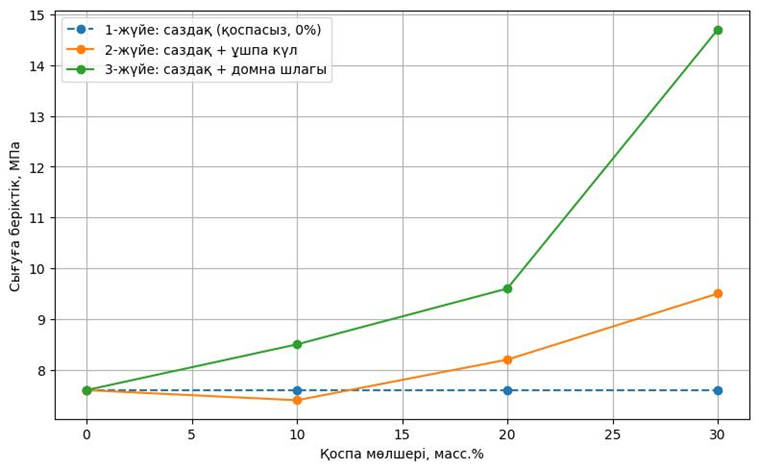 15
14
13
12
11
10
9
8
Сығуға беріктік, МПа
1-жүйе: саздақ (қоспасыз, 0%)
2-жүйе: саздақ + ұшпа күл
3-жүйе: саздақ + домна шлагы
0 5 10 15 20 25 30
Қоспа мөлшері, масс.%